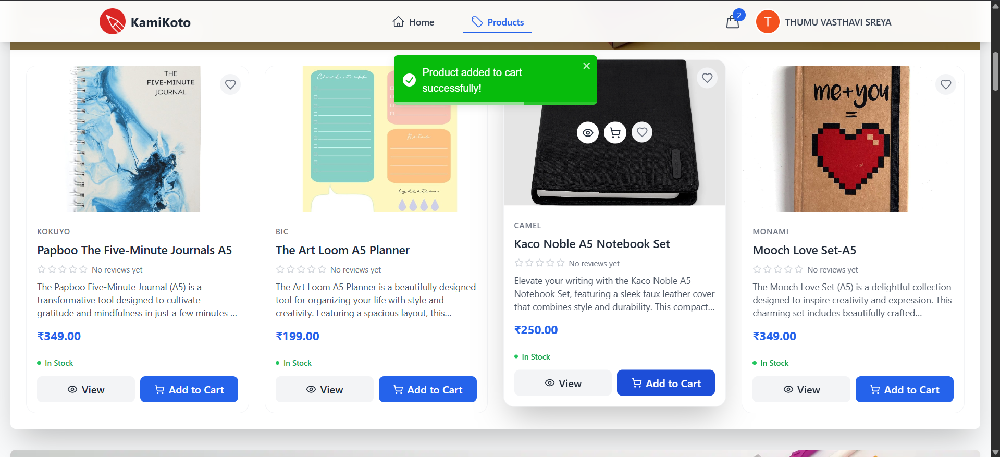 KamiKoto
Home
Products
2
T
THUMU VASTHAVI SREYA
Product added to cart
successfully!
THE
FIVE-MINUTE
JOURNAL
KOKUYO
Papboo The Five-Minute Journals A5
No reviews yet
The Papboo Five-Minute Journal (A5) is a
transformative tool designed to cultivate
gratitude and mindfulness in just a few minutes ...
₹349.00
In Stock
View
Add to Cart
Check it off
Notes
hydration
BIC
The Art Loom A5 Planner
No reviews yet
The Art Loom A5 Planner is a beautifully designed
tool for organizing your life with style and
creativity. Featuring a spacious layout, this...
₹199.00
In Stock
View
Add to Cart
CAMEL
Kaco Noble A5 Notebook Set
No reviews yet
Elevate your writing with the Kaco Noble A5
Notebook Set, featuring a sleek faux leather cover
that combines style and durability. This compact...
₹250.00
In Stock
View
Add to Cart
me+you
=
MONAMI
Mooch Love Set-A5
No reviews yet
The Mooch Love Set (A5) is a delightful collection
designed to inspire creativity and expression. This
charming set includes beautifully crafted...
₹349.00
In Stock
View
Add to Cart